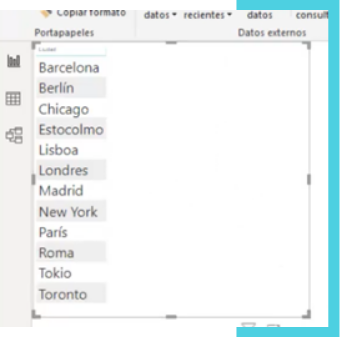 Copiar formato
datos recientes datos consult
Portapapeles Datos externos
Ciudad
Barcelona
Berlín
Chicago
Estocolmo
Lisboa
Londres
Madrid
New York
París
Roma
Tokio
Toronto